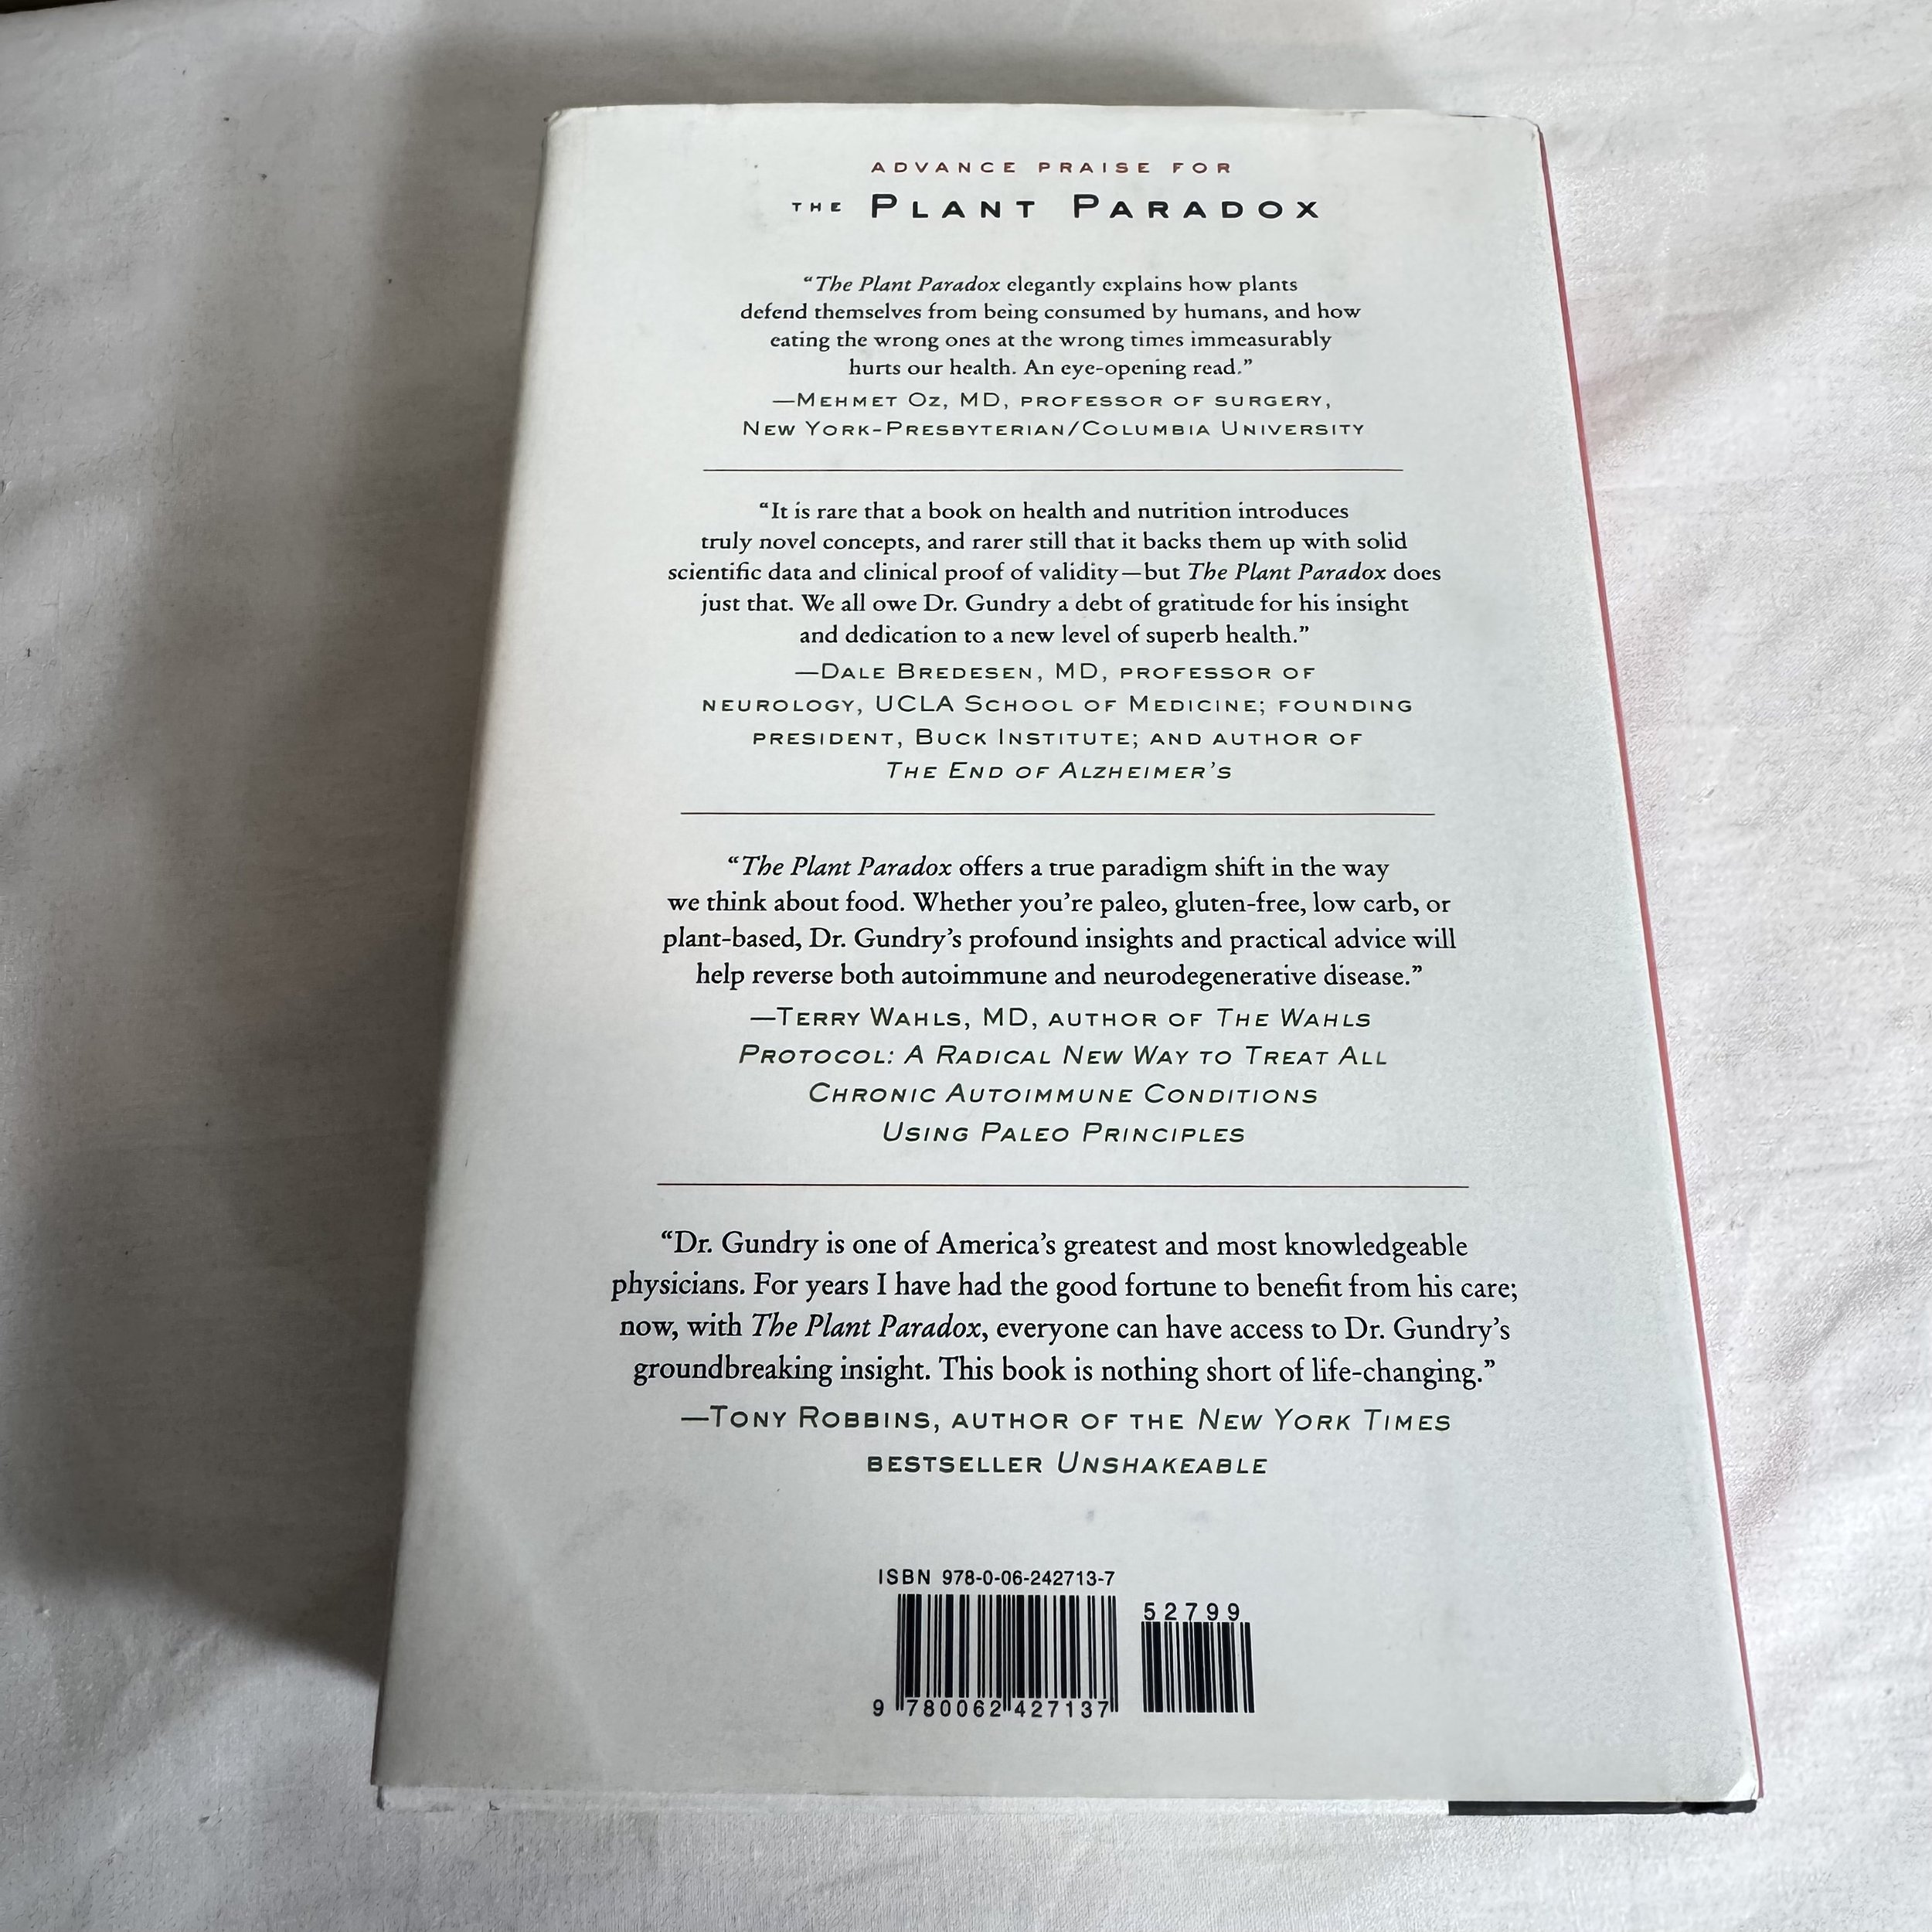 ADVANCE PRAISE FOR
THE PLANT PARADOX
“The Plant Paradox elegantly explains how plants
defend themselves from being consumed by humans, and how
eating the wrong ones at the wrong times immeasurably
hurts our health. An eye-opening read.”
—MEHMET OZ, MD, PROFESSOR OF SURGERY,
NEW YORK-PRESBYTERIAN/COLUMBIA UNIVERSITY
“It is rare that a book on health and nutrition introduces
truly novel concepts, and rarer still that it backs them up with solid
scientific data and clinical proof of validity—but The Plant Paradox does
just that. We all owe Dr. Gundry a debt of gratitude for his insight
and dedication to a new level of superb health.”
—DALE BREDESEN, MD, PROFESSOR OF
NEUROLOGY, UCLA SCHOOL OF MEDICINE; FOUNDING
PRESIDENT, BUCK INSTITUTE; AND AUTHOR OF
THE END OF ALZHEIMER’S
“The Plant Paradox offers a true paradigm shift in the way
we think about food. Whether you’re paleo, gluten-free, low carb, or
plant-based, Dr. Gundry’s profound insights and practical advice will
help reverse both autoimmune and neurodegenerative disease.”
—TERRY WAHLS, MD, AUTHOR OF THE WAHLS
PROTOCOL: A RADICAL NEW WAY TO TREAT ALL
CHRONIC AUTOIMMUNE CONDITIONS
USING PALEO PRINCIPLES
“Dr. Gundry is one of America’s greatest and most knowledgeable
physicians. For years I have had the good fortune to benefit from his care;
now, with The Plant Paradox, everyone can have access to Dr. Gundry’s
groundbreaking insight. This book is nothing short of life-changing.”
—TONY ROBBINS, AUTHOR OF THE NEW YORK TIMES
BESTSELLER UNSHAKEABLE
ISBN 978-0-06-242713-7
52799
9 780062 427137